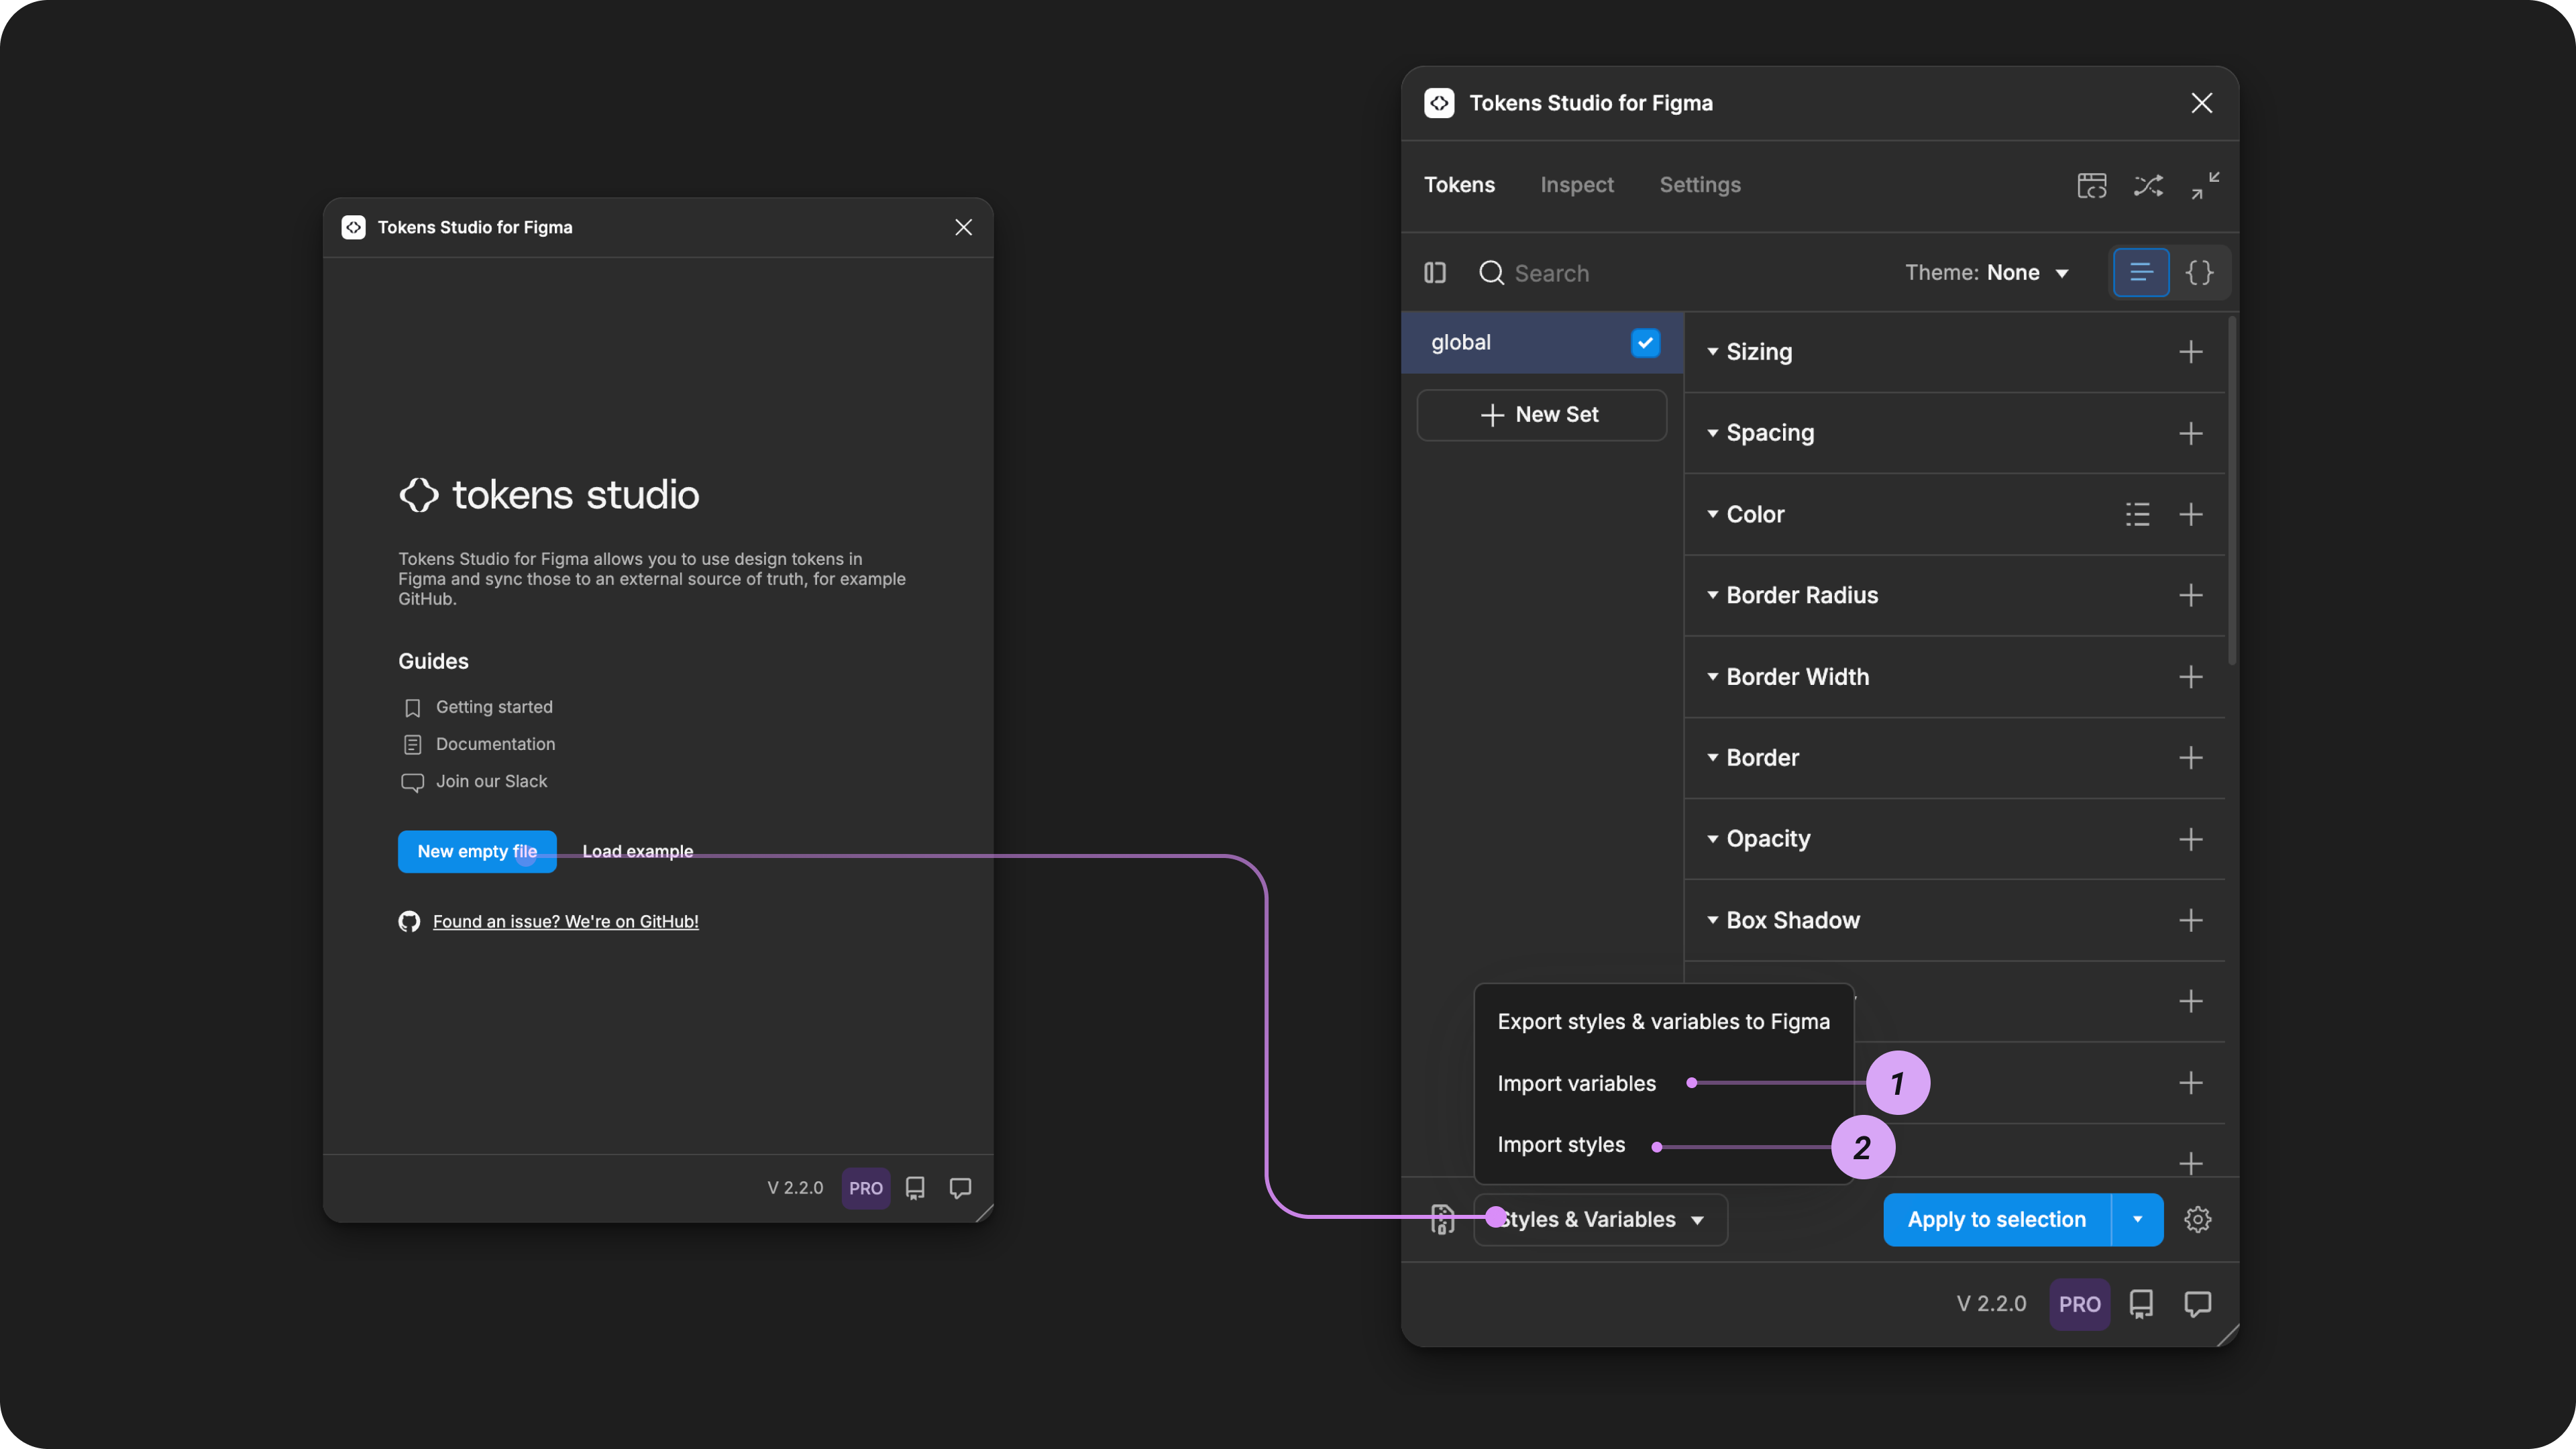 Tokens Studio for Figma
tokens studio
Tokens Studio for Figma allows you to use design tokens in
Figma and sync those to an external source of truth, for example
GitHub.
Guides
Getting started
Documentation
Join our Slack
New empty file
Load example
Found an issue? We're on GitHub!
V 2.2.0
PRO
Tokens Studio for Figma
Tokens
Inspect
Settings
Search
Theme: None
global
New Set
Sizing
Spacing
Color
Border Radius
Border Width
Border
Opacity
Box Shadow
Export styles & variables to Figma
Import variables
1
Import styles
2
Styles & Variables
Apply to selection
V 2.2.0
PRO